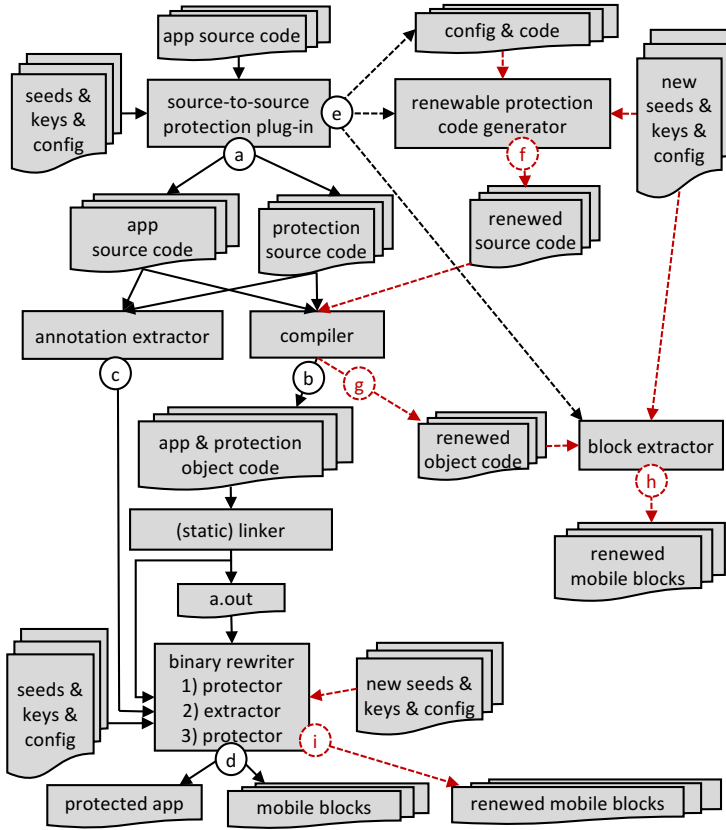 app source code
config & code
seeds &
keys &
config
source-to-source
protection plug-in
e
renewable protection
code generator
new
seeds &
keys &
config
a
f
app
source code
protection
source code
renewed
source code
annotation extractor
compiler
c
b
g
app & protection
object code
renewed
object code
block extractor
h
(static) linker
renewed
mobile blocks
a.out
seeds &
keys &
config
binary rewriter
1) protector
2) extractor
3) protector
new seeds &
keys & config
d
i
protected app
mobile blocks
renewed mobile blocks